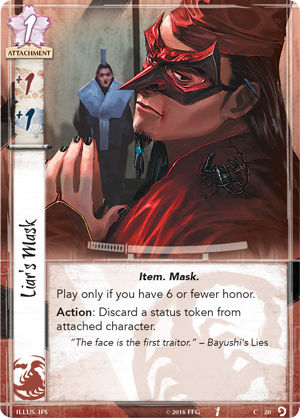 1
ATTACHMENT
+1
+1
Liar's Mask
Item. Mask.
Play only if you have 6 or fewer honor.
Action: Discard a status token from
attached character.
"The face is the first traitor." – Bayushi's Lies
ILLUS. IFS
© 2018 FFG
C 20